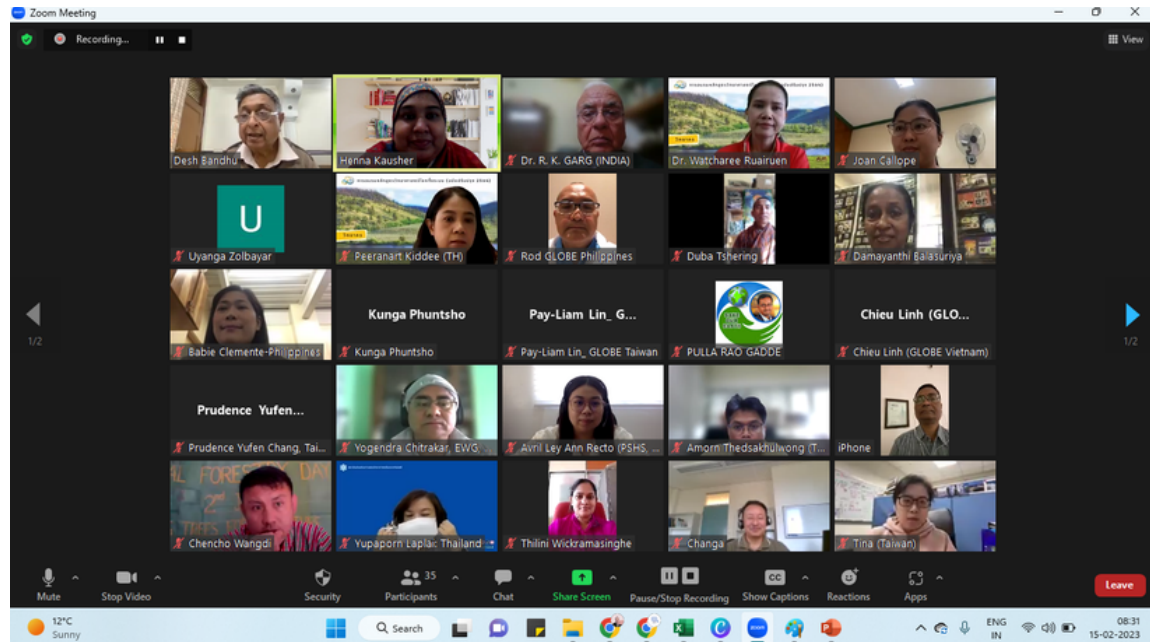 Zoom Meeting
Recording...
View
Desh Bandhu
Henna Kausher
Dr. R. K. GARG (INDIA)
Dr. Watcharee Ruairuen
Joan Callope
U
Uyanga Zolbayar
Peeranart Kiddee (TH)
Rod GLOBE Philippines
Duba Tshering
Damayanthi Balasuriya
Babie Clemente-Philippines
Kunga Phuntsho
Kunga Phuntsho
Pay-Liam Lin_ G...
Pay-Liam Lin_ GLOBE Taiwan
PULLA RAO GADDE
Chieu Linh (GLO...
Chieu Linh (GLOBE Vietnam)
1/2
1/2
Prudence Yufen...
Prudence Yufen Chang, Tai...
Yogendra Chitrakar, EWG, ...
Avril Ley Ann Recto (PSHS, ...
Amorn Thedsakhulwong (T...
iPhone
Chencho Wangdi
Yupaporn Laplai: Thailand
Thilini Wickramasinghe
Changa
Tina (Taiwan)
Mute
Stop Video
Security
Participants
35
Chat
Share Screen
Pause/Stop Recording
CC
Show Captions
Reactions
Apps
Leave
12°C
Sunny
Search
zoom
ENG
IN
08:31
15-02-2023